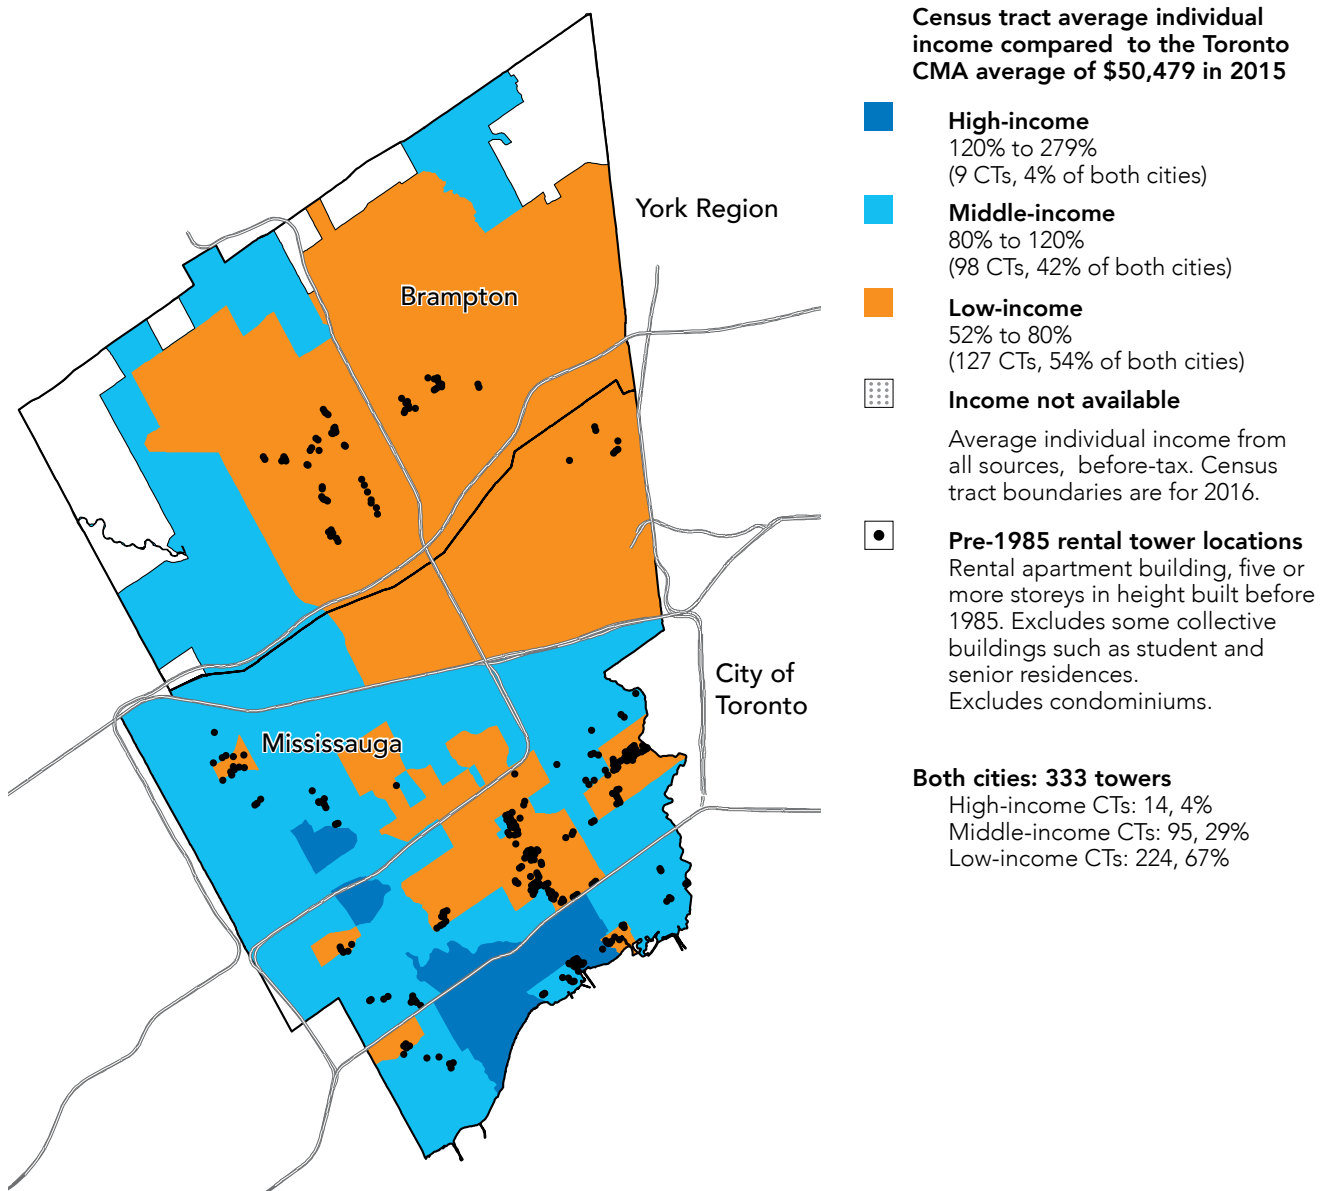 Census tract average individual
income compared to the Toronto
CMA average of $50,479 in 2015
High-income
120% to 279%
(9 CTs, 4% of both cities)
Middle-income
80% to 120%
(98 CTs, 42% of both cities)
Low-income
52% to 80%
(127 CTs, 54% of both cities)
Income not available
Average individual income from
all sources, before-tax. Census
tract boundaries are for 2016.
Pre-1985 rental tower locations
Rental apartment building, five or
more storeys in height built before
1985. Excludes some collective
buildings such as student and
senior residences.
Excludes condominiums.
Both cities: 333 towers
High-income CTs: 14, 4%
Middle-income CTs: 95, 29%
Low-income CTs: 224, 67%
York Region
Brampton
City of
Toronto
Mississauga